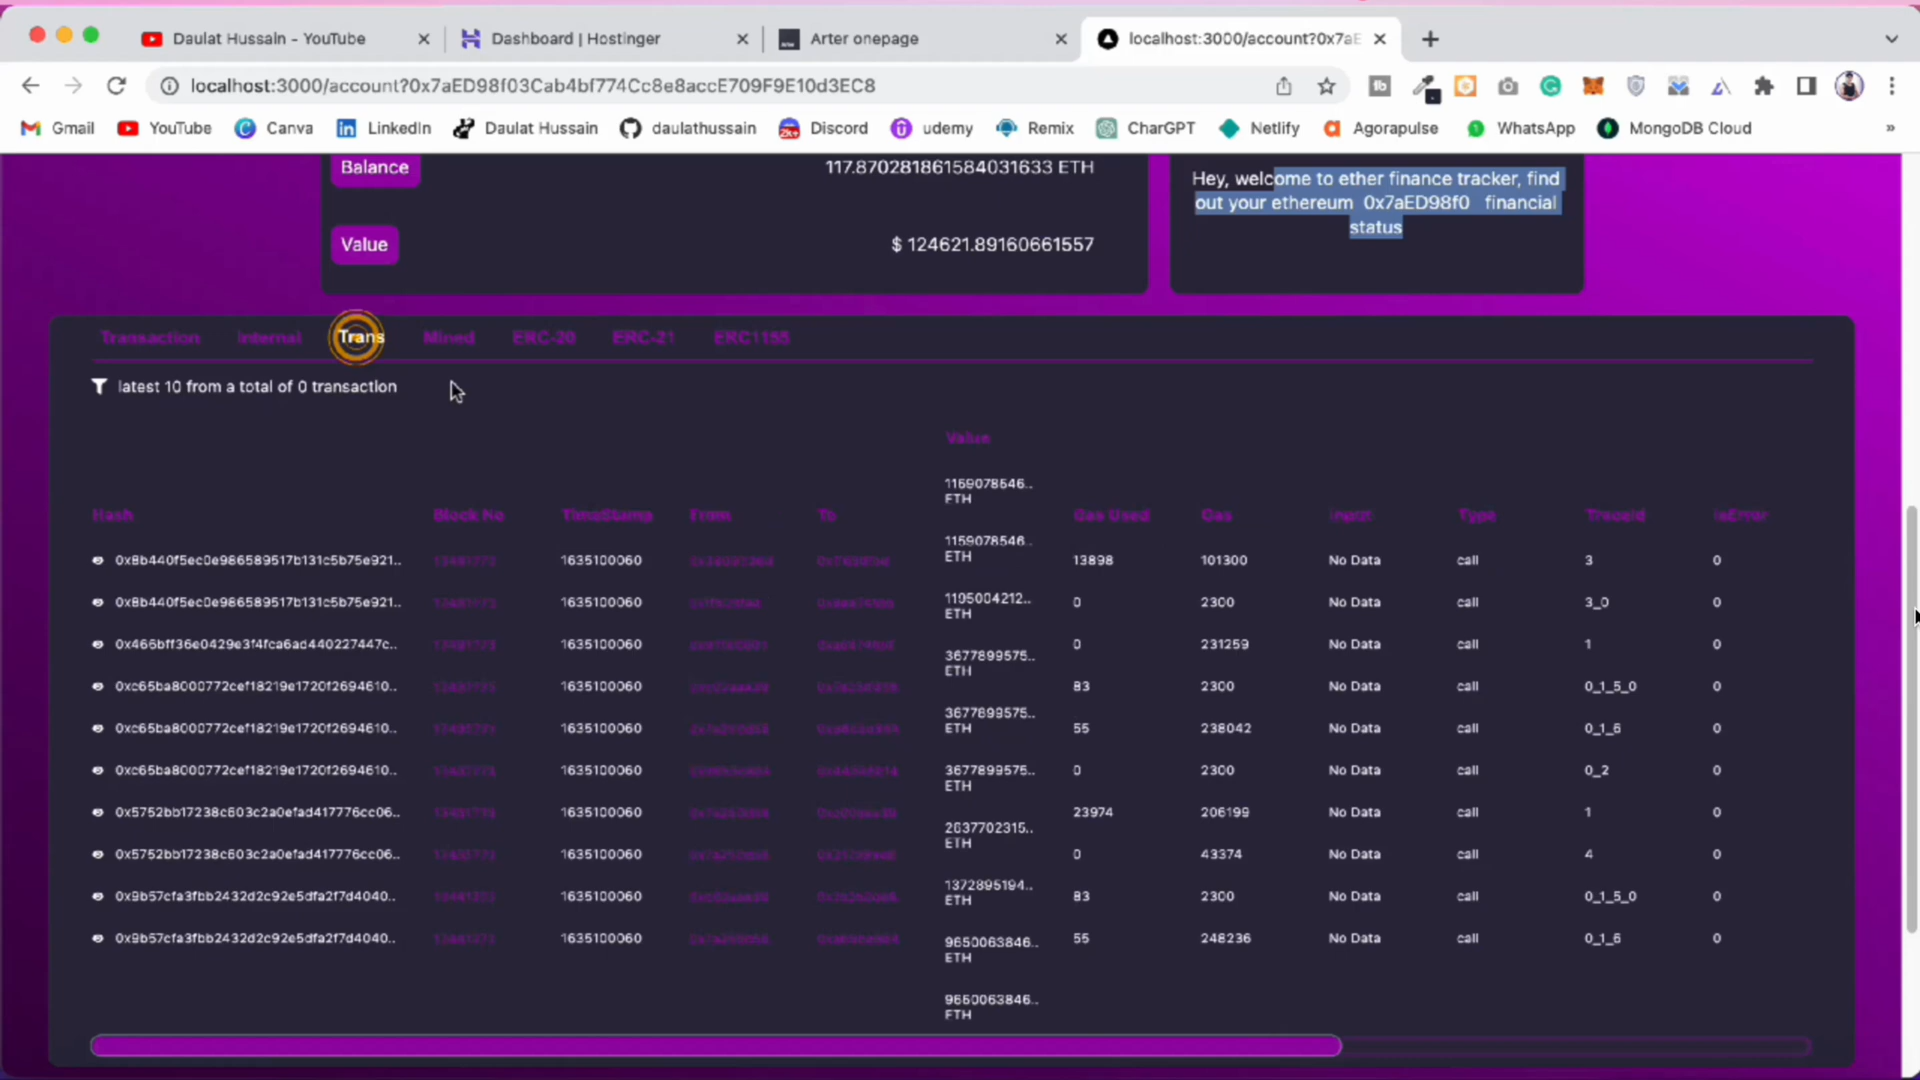 Daulat Hussain - YouTube
Dashboard | Hostinger
Arter onepage
localhost:3000/account?0x7aE
localhost:3000/account?0x7aED98f03Cab4bf774Cc8e8accE709F9E10d3EC8
Gmail YouTube Canva LinkedIn Daulat Hussain daulathussain Discord udemy Remix CharGPT Netlify Agorapulse WhatsApp MongoDB Cloud »
Balance 117.870281861584031633 ETH
Value $ 124621.89160661557
Hey, welcome to ether finance tracker, find
out your ethereum 0x7aED98f0 financial
status
Transaction Internal Trans Mined ERC-20 ERC-21 ERC1155
latest 10 from a total of 0 transaction
Hash Block No TimeStamp From To Value Gas Used Gas Input Type TraceId isError
0x8b440f5ec0e986589517b131c5b75e921.. 1635100060 13898 101300 No Data call 3 0
0x8b440f5ec0e986589517b131c5b75e921.. 1635100060 0 2300 No Data call 3_0 0
0x466bff36e0429e3f4fca6ad440227447c.. 1635100060 0 231259 No Data call 1 0
0xc65ba8000772cef18219e1720f2694610.. 1635100060 83 2300 No Data call 0_1_5_0 0
0xc65ba8000772cef18219e1720f2694610.. 1635100060 55 238042 No Data call 0_1_6 0
0xc65ba8000772cef18219e1720f2694610.. 1635100060 0 2300 No Data call 0_2 0
0x5752bb17238c603c2a0efad417776cc06.. 1635100060 23974 206199 No Data call 1 0
0x5752bb17238c603c2a0efad417776cc06.. 1635100060 0 43374 No Data call 4 0
0x9b57cfa3fbb2432d2c92e5dfa2f7d4040.. 1635100060 83 2300 No Data call 0_1_5_0 0
0x9b57cfa3fbb2432d2c92e5dfa2f7d4040.. 1635100060 55 248236 No Data call 0_1_6 0
1159078546..
ETH
1159078546..
ETH
1195004212..
ETH
3677899575..
ETH
3677899575..
ETH
3677899575..
ETH
2637702315..
ETH
1372895194..
ETH
9650063846..
ETH
9650063846..
ETH